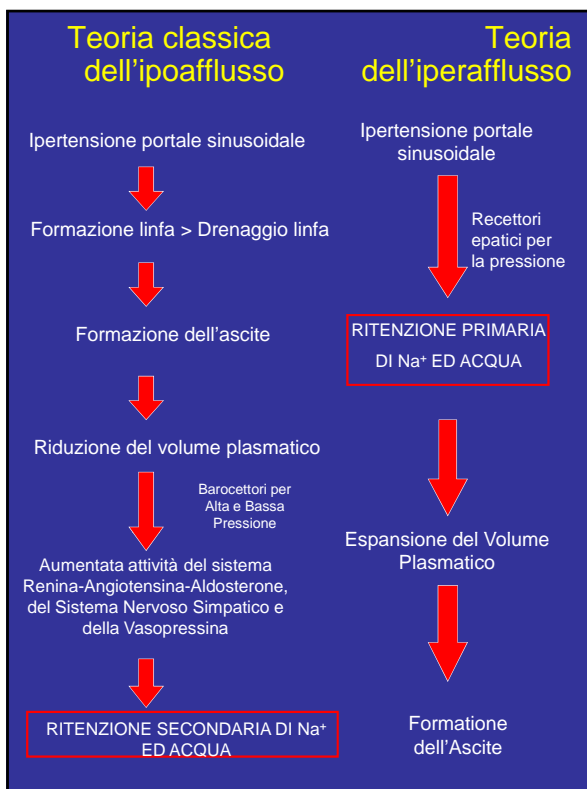 Teoria classica
dell'ipoafflusso
Ipertensione portale sinusoidale
Formazione linfa > Drenaggio linfa
Formazione dell'ascite
Riduzione del volume plasmatico
Barocettori per
Alta e Bassa
Pressione
Aumentata attività del sistema
Renina-Angiotensina-Aldosterone,
del Sistema Nervoso Simpatico e
della Vasopressina
RITENZIONE SECONDARIA DI Na⁺
ED ACQUA
Teoria
dell'iperafflusso
Ipertensione portale
sinusoidale
Recettori
epatici per
la pressione
RITENZIONE PRIMARIA
DI Na⁺ ED ACQUA
Espansione del Volume
Plasmatico
Formatione
dell'Ascite